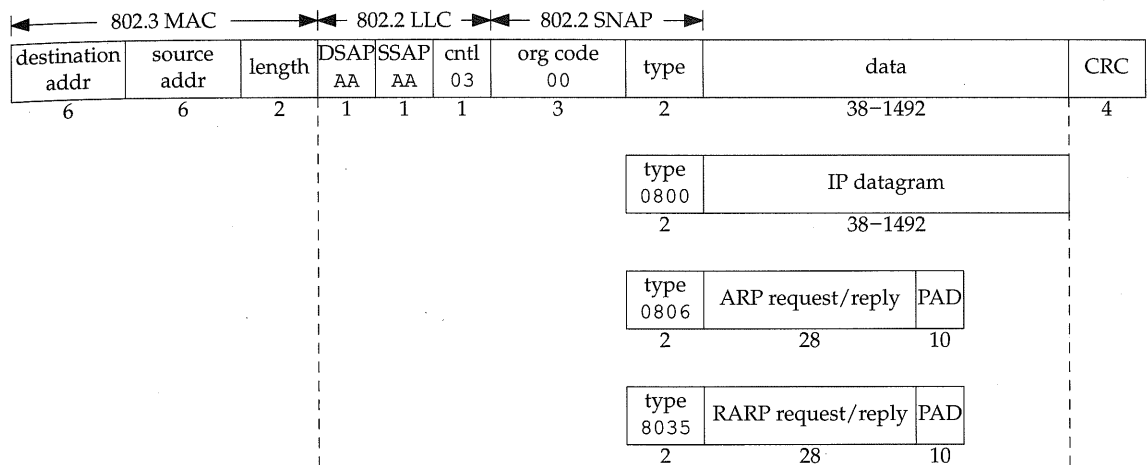 802.3 MAC 802.2 LLC 802.2 SNAP
destination addr source addr length DSAP AA SSAP AA cntl 03 org code 00 type data CRC
6 6 2 1 1 1 3 2 38−1492 4
type 0800 IP datagram
2 38−1492
type 0806 ARP request/reply PAD
2 28 10
type 8035 RARP request/reply PAD
2 28 10